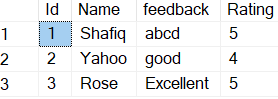 Id Name feedback Rating
1 1 Shafiq abcd 5
2 2 Yahoo good 4
3 3 Rose Excellent 5